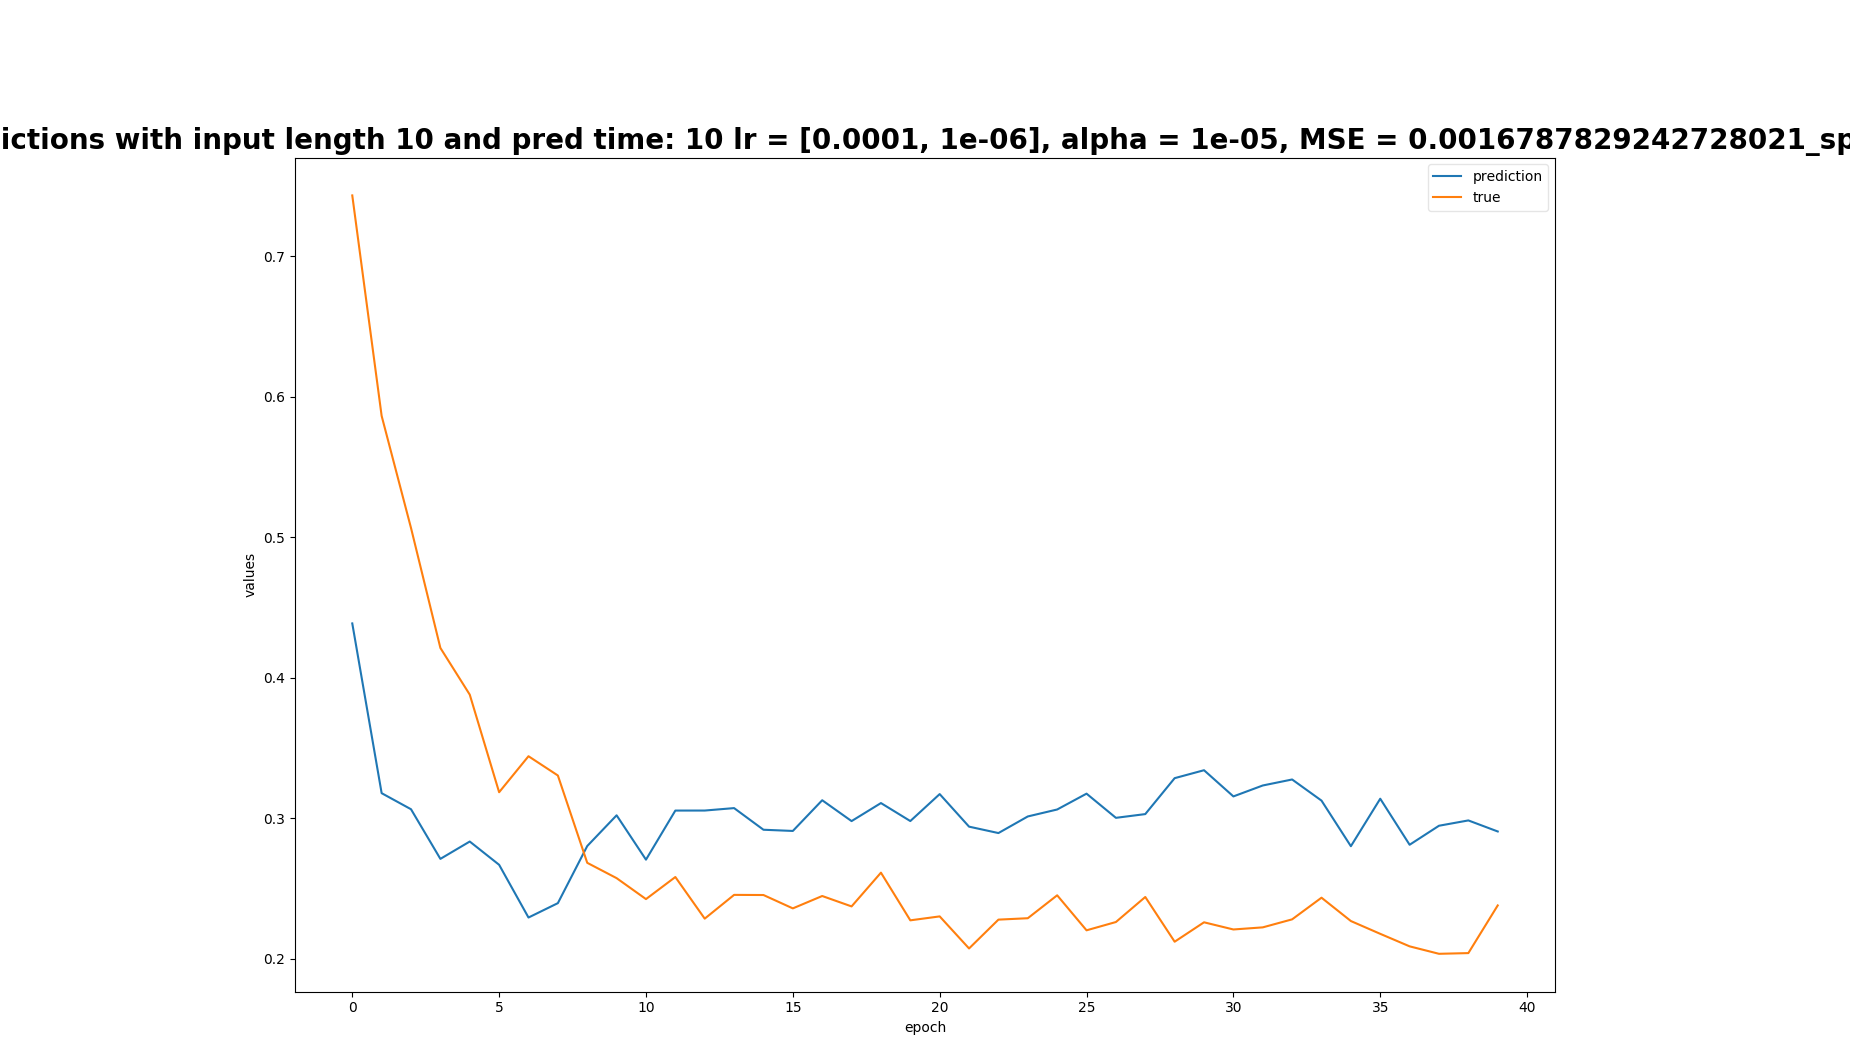 ictions with input length 10 and pred time: 10 lr = [0.0001, 1e-06], alpha = 1e-05, MSE = 0.0016787829242728021_sp
prediction
true
0.7
0.6
0.5
0.4
0.3
0.2
values
0 5 10 15 20 25 30 35 40
epoch